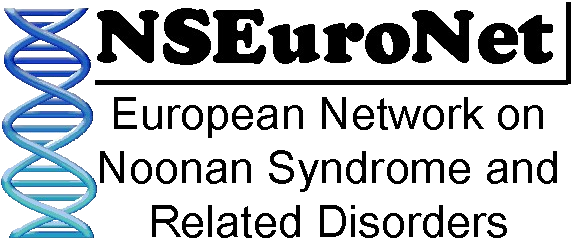 NSEuroNet
European Network on
Noonan Syndrome and
Related Disorders